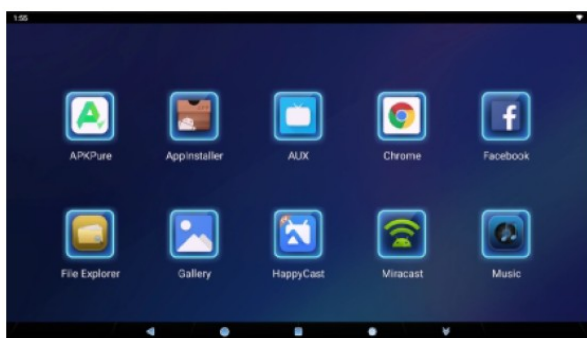 1:55
APKPure
AppInstaller
AUX
Chrome
Facebook
File Explorer
Gallery
HappyCast
Miracast
Music